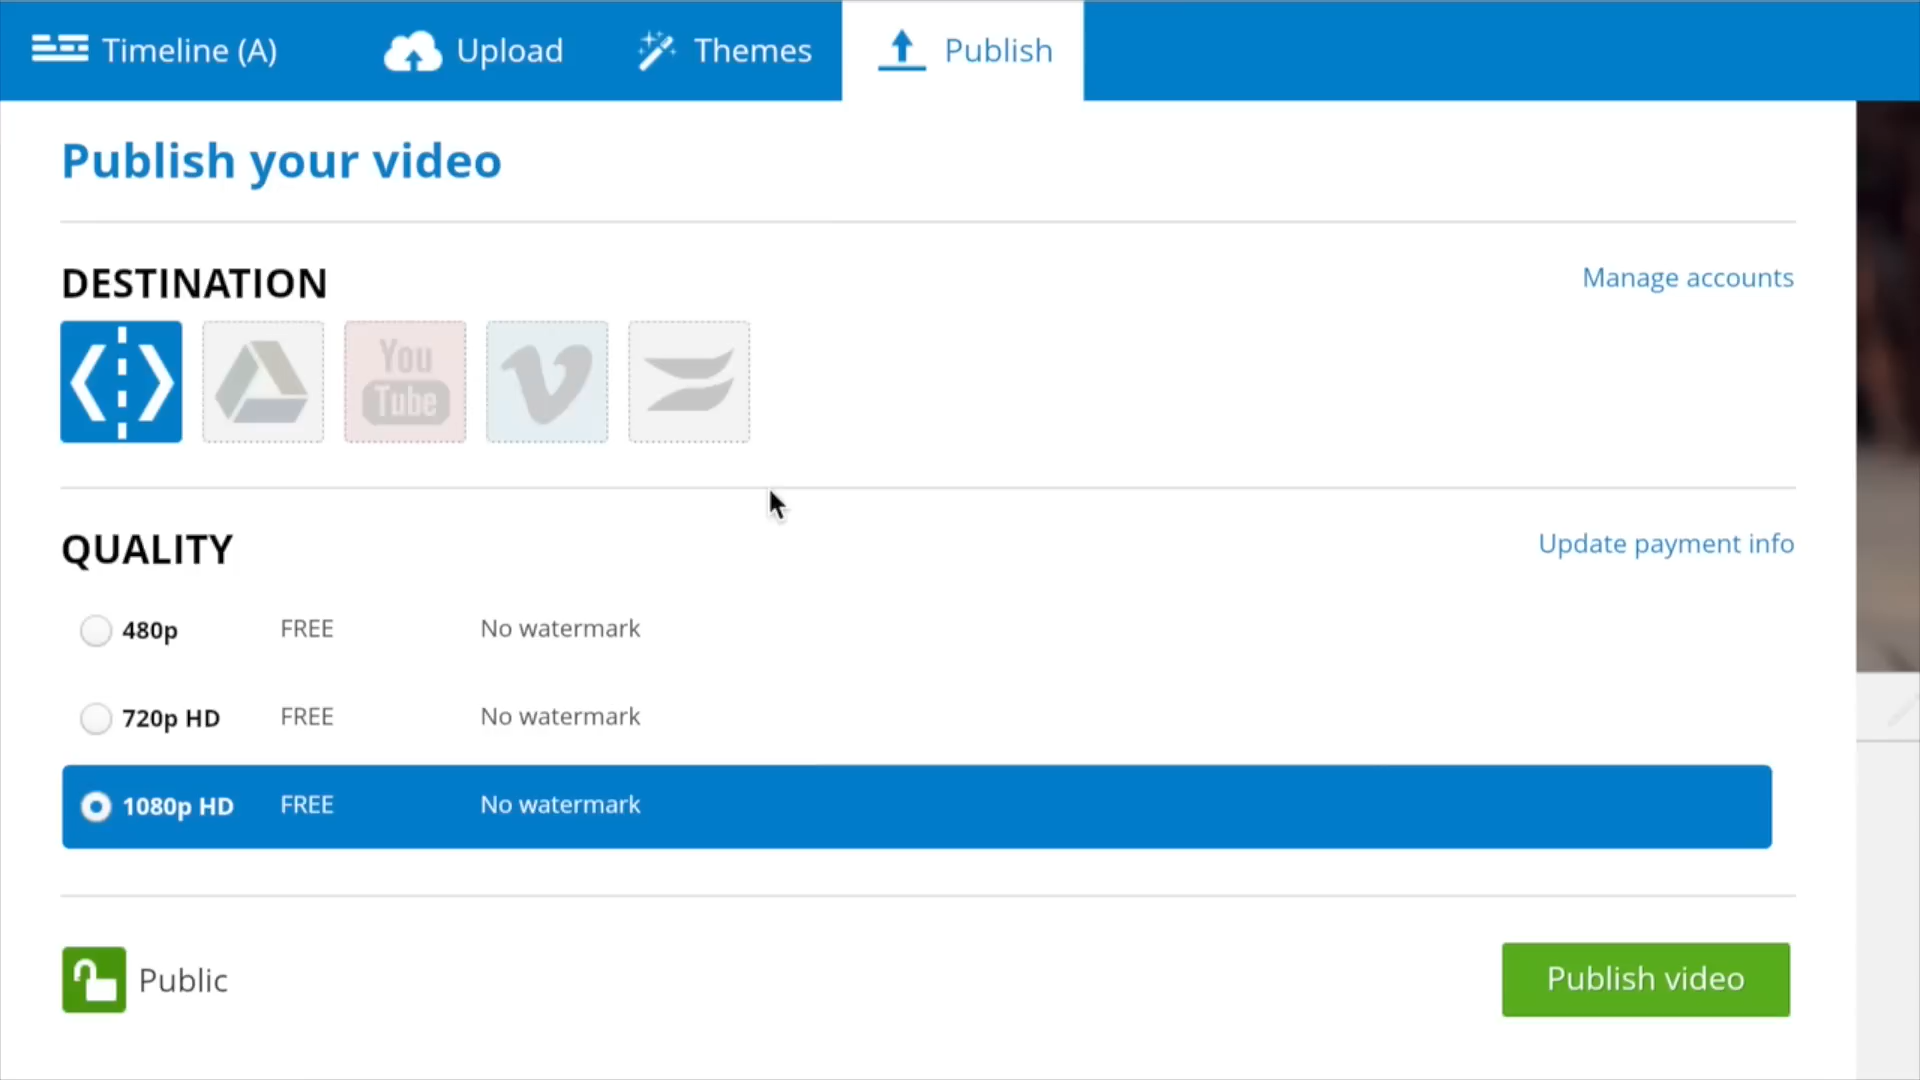 Timeline (A)
Upload
Themes
Publish
Publish your video
DESTINATION
Manage accounts
You
Tube
QUALITY
Update payment info
480p FREE No watermark
720p HD FREE No watermark
1080p HD FREE No watermark
Public
Publish video